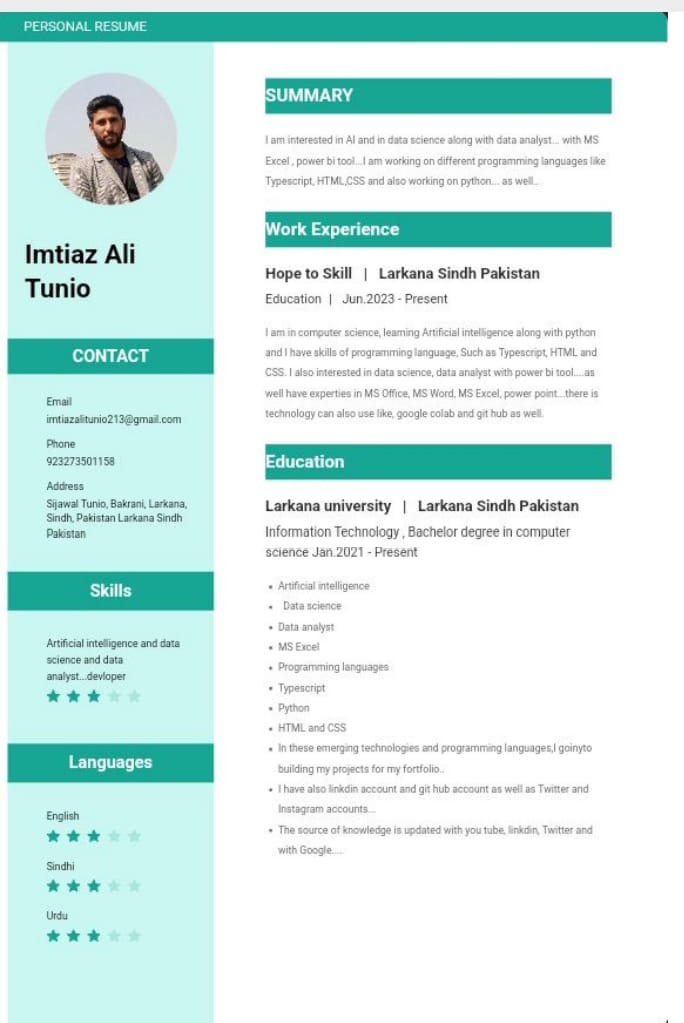 PERSONAL RESUME
Imtiaz Ali
Tunio
CONTACT
Email
imtiazalitunio213@gmail.com
Phone
923273501158
Address
Sijawal Tunio, Bakrani, Larkana,
Sindh, Pakistan Larkana Sindh
Pakistan
Skills
Artificial intelligence and data
science and data
analyst...devloper
Languages
English
Sindhi
Urdu
SUMMARY
I am interested in AI and in data science along with data analyst... with MS
Excel , power bi tool...I am working on different programming languages like
Typescript, HTML,CSS and also working on python... as well..
Work Experience
Hope to Skill | Larkana Sindh Pakistan
Education | Jun.2023 - Present
I am in computer science, learning Artificial intelligence along with python
and I have skills of programming language, Such as Typescript, HTML and
CSS. I also interested in data science, data analyst with power bi tool....as
well have experties in MS Office, MS Word, MS Excel, power point...there is
technology can also use like, google colab and git hub as well.
Education
Larkana university | Larkana Sindh Pakistan
Information Technology , Bachelor degree in computer
science Jan.2021 - Present
• Artificial intelligence
• Data science
• Data analyst
• MS Excel
• Programming languages
• Typescript
• Python
• HTML and CSS
• In these emerging technologies and programming languages,I goinyto
building my projects for my fortfolio..
• I have also linkdin account and git hub account as well as Twitter and
Instagram accounts...
• The source of knowledge is updated with you tube, linkdin, Twitter and
with Google....